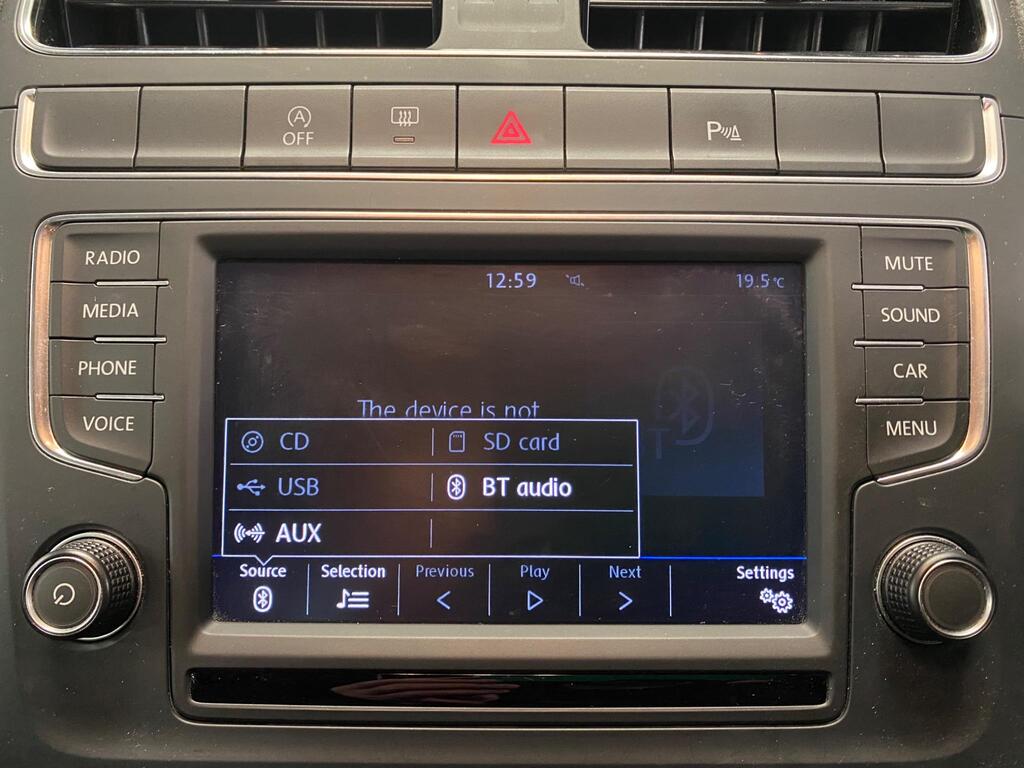 A
OFF
P
RADIO
MEDIA
PHONE
VOICE
12:59
19.5°C
The device is not
CD
SD card
USB
BT audio
AUX
Source
Selection
Previous
Play
Next
Settings
MUTE
SOUND
CAR
MENU